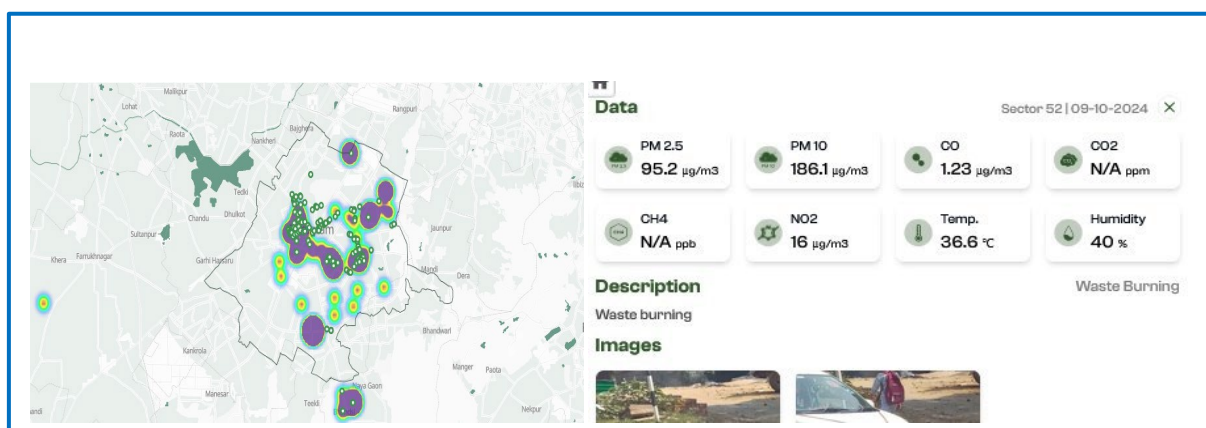 Mallikpur
Lohat
Rangpuri
Raota
Bajghera
Nankheri
Tedki
Chandu
Dhulkot
Sultanpur
Jaunpur
Khera
Farrukhnagar
Garhi Harsaru
Mandi
Dera
Bhandwari
Kankrola
Manger
Paota
Naya Gaon
Manesar
Teekli
Nekpur
Data
Sector 52 | 09-10-2024
PM 2.5
95.2 µg/m3
PM 10
186.1 µg/m3
CO
1.23 µg/m3
CO2
N/A ppm
CH4
N/A ppb
NO2
16 µg/m3
Temp.
36.6 °C
Humidity
40 %
Description
Waste Burning
Waste burning
Images